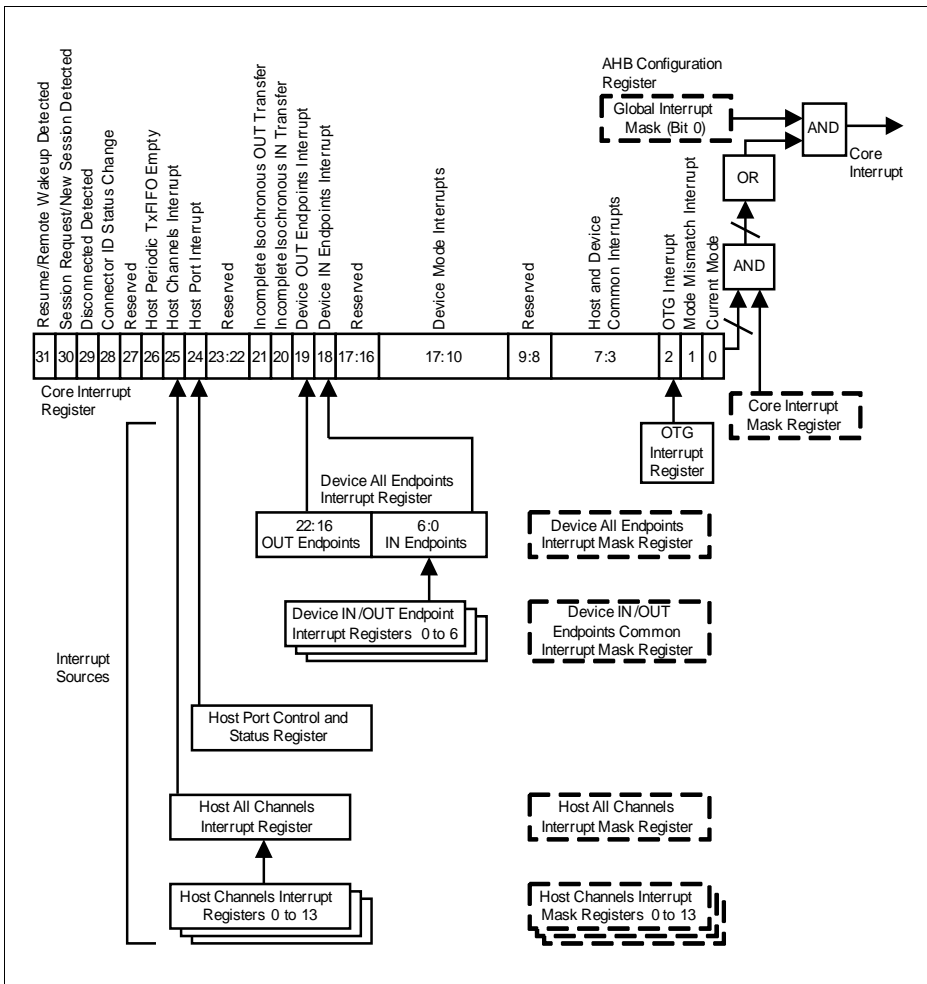 AHB Configuration
Register
Global Interrupt
Mask (Bit 0)
AND
Core
Interrupt
OR
AND
Resume/Remote Wakeup Detected
Session Request/New Session Detected
Disconnected Detected
Connector ID Status Change
Reserved
Host Periodic TxFIFO Empty
Host Channels Interrupt
Host Port Interrupt
Reserved
Incomplete Isochronous OUT Transfer
Incomplete Isochronous IN Transfer
Device OUT Endpoints Interrupt
Device IN Endpoints Interrupt
Reserved
Device Mode Interrupts
Reserved
Host and Device
Common Interrupts
OTG Interrupt
Mode Mismatch Interrupt
Current Mode
31 30 29 28 27 26 25 24 23:22 21 20 19 18 17:16 17:10 9:8 7:3 2 1 0
Core Interrupt
Register
Core Interrupt
Mask Register
OTG
Interrupt
Register
Device All Endpoints
Interrupt Register
22:16
OUT Endpoints
6:0
IN Endpoints
Device All Endpoints
Interrupt Mask Register
Device IN/OUT Endpoint
Interrupt Registers 0 to 6
Device IN/OUT
Endpoints Common
Interrupt Mask Register
Interrupt
Sources
Host Port Control and
Status Register
Host All Channels
Interrupt Register
Host All Channels
Interrupt Mask Register
Host Channels Interrupt
Registers 0 to 13
Host Channels Interrupt
Mask Registers 0 to 13